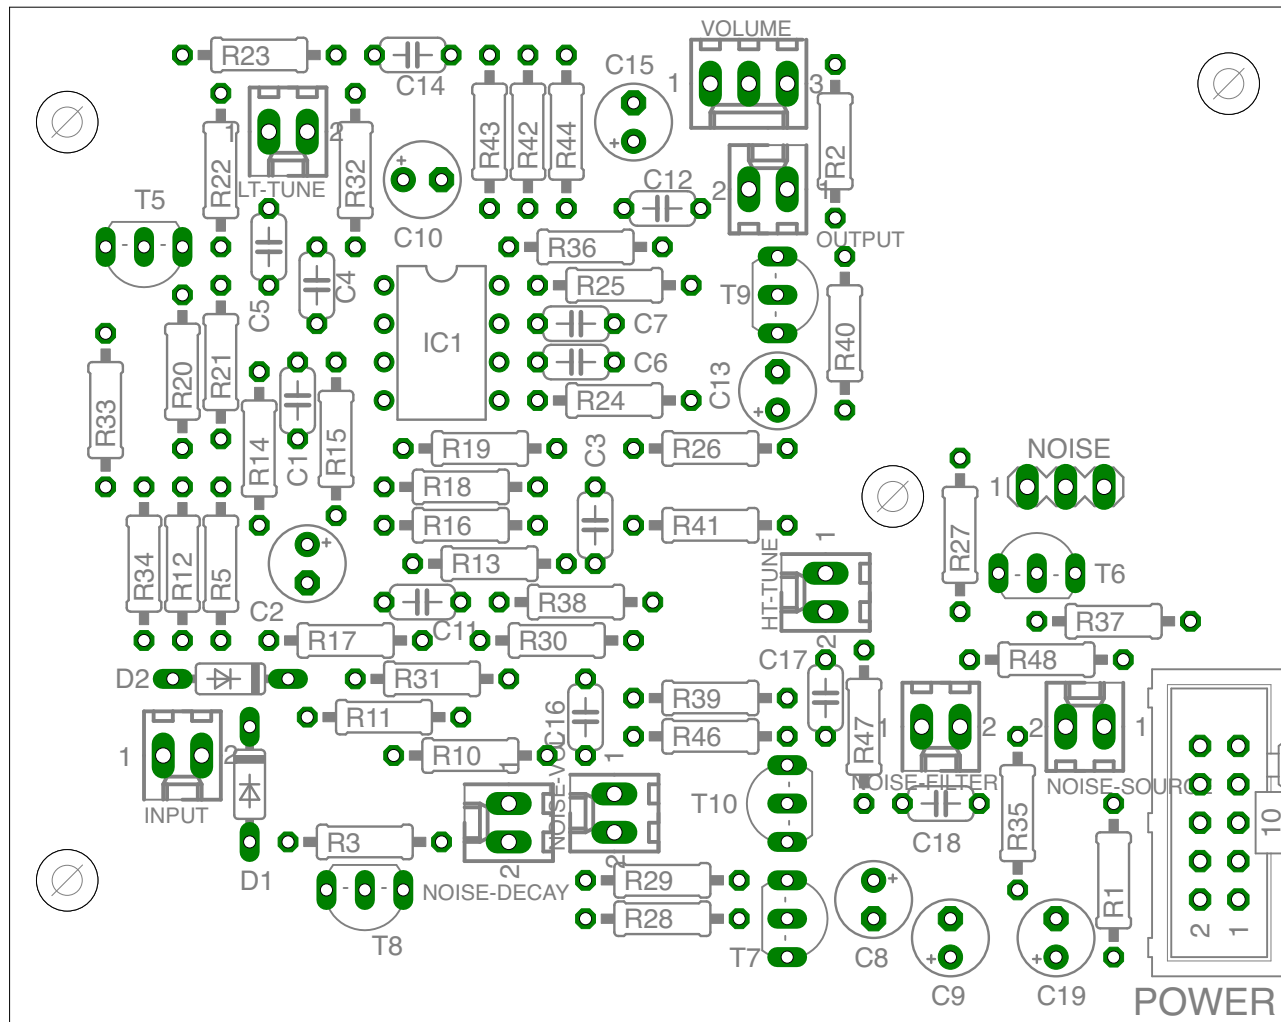 VOLUME
R23
C14
C15
1
3
1
2
R22
R32
R43
R42
R44
R2
LT-TUNE
T5
C10
C12
2
1
R36
OUTPUT
C5
C4
R25
T9
IC1
C7
C6
R40
R20
R21
R24
C13
R33
R14
C1
R15
R19
C3
R26
NOISE
R18
1
R16
R41
R27
R34
R12
R5
R13
HT-TUNE
1
2
T6
C2
C11
R38
R37
R17
R30
R48
D2
R31
C17
R39
R11
C16
R47
1
2
2
1
1
2
R46
R10
NOISE-VOL
1
2
NOISE-FILTER
NOISE-SOURCE
INPUT
1
2
T10
R35
10
R3
C18
D1
NOISE-DECAY
R29
R1
R28
T8
T7
C8
2
1
C9
C19
POWER